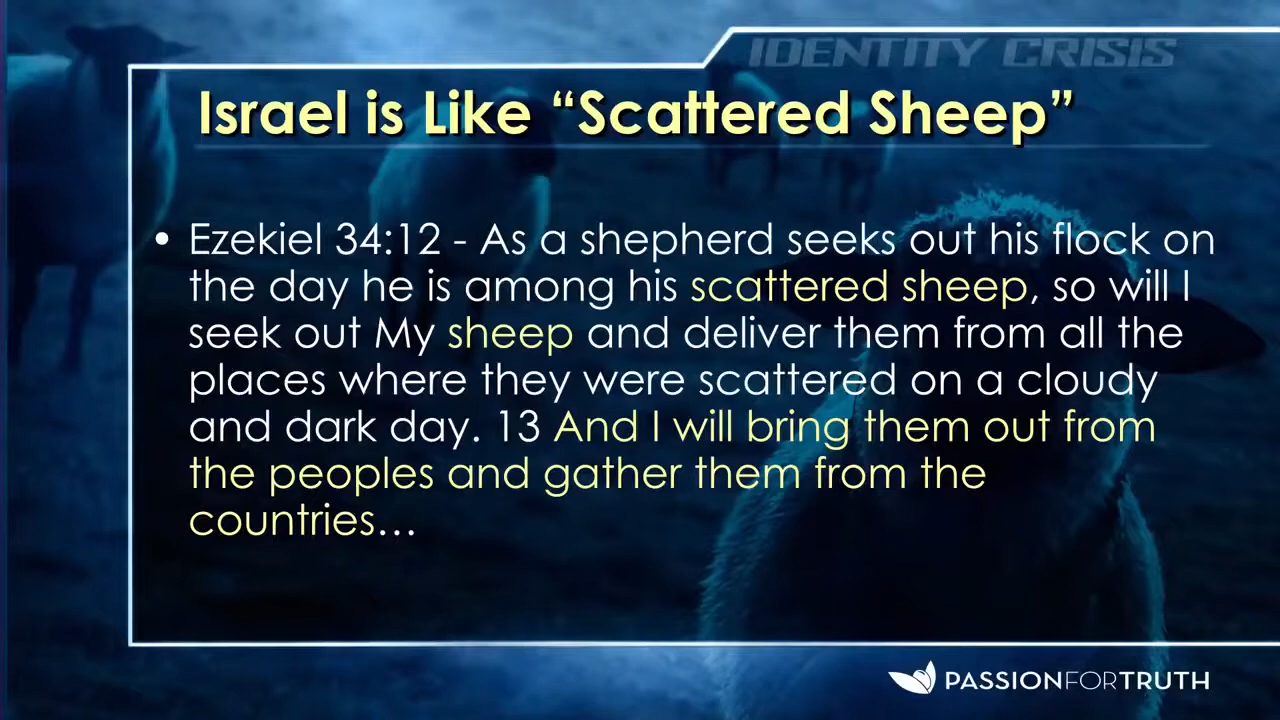 IDENTITY CRISIS
Israel is Like “Scattered Sheep”
• Ezekiel 34:12 - As a shepherd seeks out his flock on
the day he is among his scattered sheep, so will I
seek out My sheep and deliver them from all the
places where they were scattered on a cloudy
and dark day. 13 And I will bring them out from
the peoples and gather them from the
countries…
PASSIONFORTRUTH